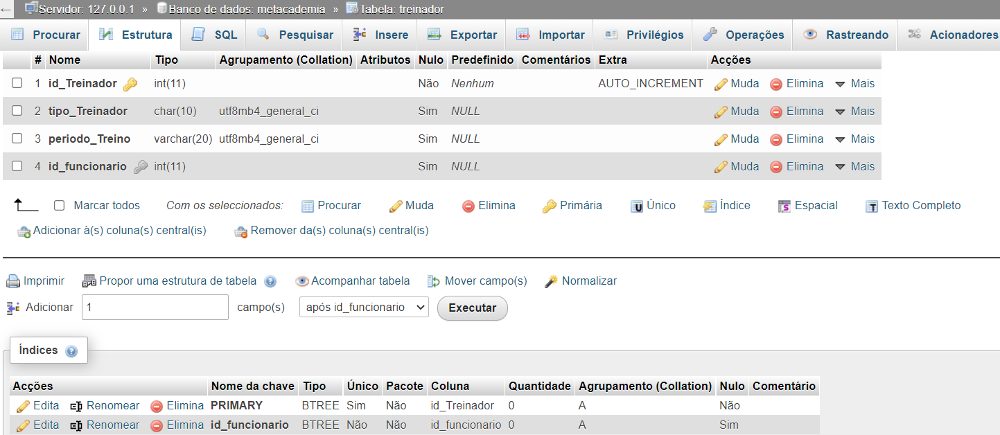 Servidor: 127.0.0.1 » Banco de dados: metacademia » Tabela: treinador
Procurar Estrutura SQL Pesquisar Insere Exportar Importar Privilégios Operações Rastreando Acionadores
# Nome Tipo Agrupamento (Collation) Atributos Nulo Predefinido Comentários Extra Acções
1 id_Treinador int(11) Não Nenhum AUTO_INCREMENT Muda Elimina Mais
2 tipo_Treinador char(10) utf8mb4_general_ci Sim NULL Muda Elimina Mais
3 periodo_Treino varchar(20) utf8mb4_general_ci Sim NULL Muda Elimina Mais
4 id_funcionario int(11) Sim NULL Muda Elimina Mais
Marcar todos Com os seleccionados: Procurar Muda Elimina Primária Único Índice Espacial Texto Completo
Adicionar à(s) coluna(s) central(is) Remover da(s) coluna(s) central(is)
Imprimir Propor uma estrutura de tabela Acompanhar tabela Mover campo(s) Normalizar
Adicionar 1 campo(s) após id_funcionario Executar
Índices
Acções Nome da chave Tipo Único Pacote Coluna Quantidade Agrupamento (Collation) Nulo Comentário
Edita Renomear Elimina PRIMARY BTREE Sim Não id_Treinador 0 A Não
Edita Renomear Elimina id_funcionario BTREE Não Não id_funcionario 0 A Sim